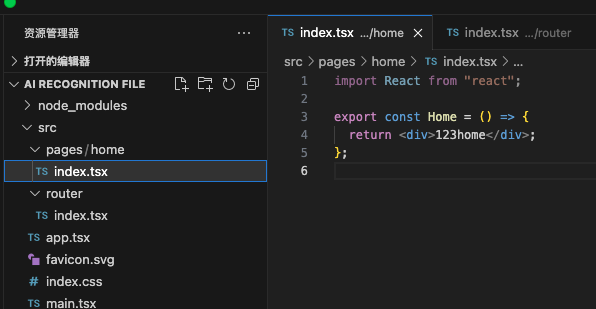 资源管理器
打开的编辑器
AI RECOGNITION FILE
node_modules
src
pages/home
TS index.tsx
router
TS index.tsx
TS app.tsx
favicon.svg
# index.css
TS main.tsx
TS index.tsx .../home
TS index.tsx .../router
src > pages > home > TS index.tsx > ...
1 import React from "react";
2
3 export const Home = () => {
4 return <div>123home</div>;
5 };
6